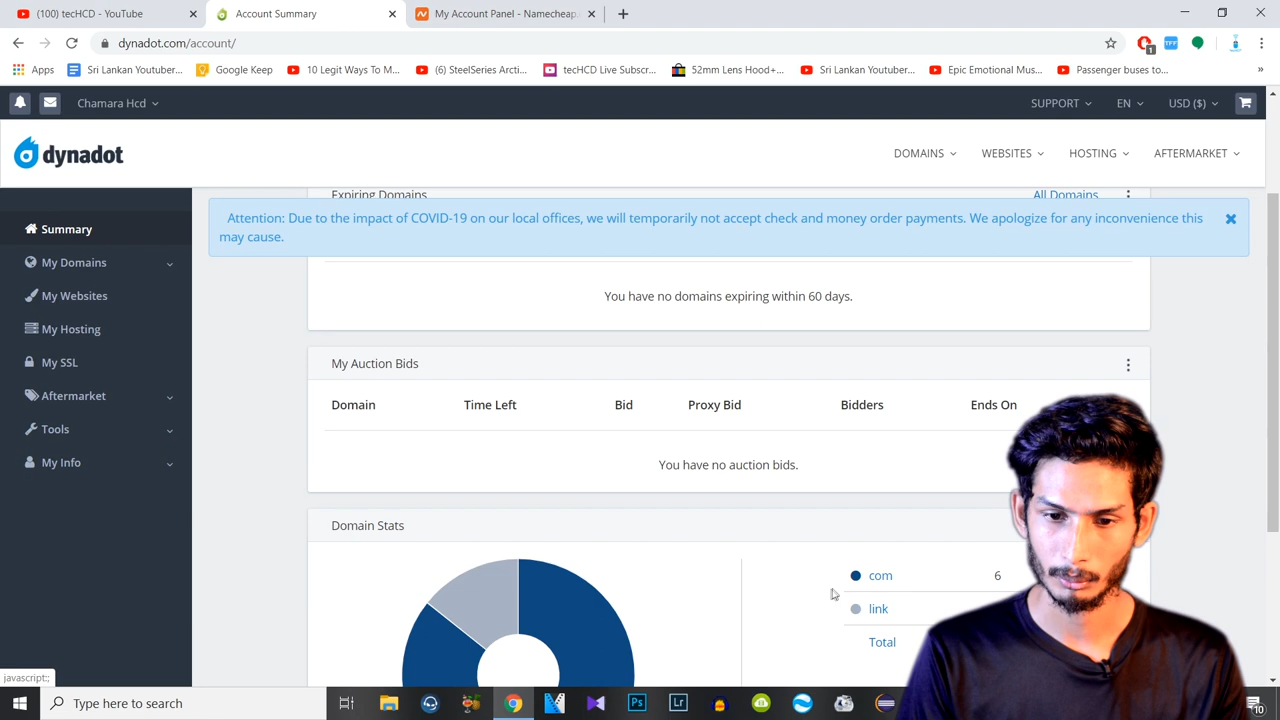 (100) tecHCD - YouTube
Account Summary
My Account Panel - Namecheap.
dynadot.com/account/
Apps
Sri Lankan Youtuber...
Google Keep
10 Legit Ways To M...
(6) SteelSeries Arcti...
tecHCD Live Subscr...
52mm Lens Hood+...
Sri Lankan Youtuber...
Epic Emotional Mus...
Passenger buses to...
»
Chamara Hcd
SUPPORT
EN
USD ($)
dynadot
DOMAINS
WEBSITES
HOSTING
AFTERMARKET
Expiring Domains
All Domains
Attention: Due to the impact of COVID-19 on our local offices, we will temporarily not accept check and money order payments. We apologize for any inconvenience this
may cause.
Summary
My Domains
My Websites
My Hosting
My SSL
Aftermarket
Tools
My Info
You have no domains expiring within 60 days.
My Auction Bids
Domain
Time Left
Bid
Proxy Bid
Bidders
Ends On
You have no auction bids.
Domain Stats
com
6
link
Total
javascript:;
Type here to search
Ps
Lr
10